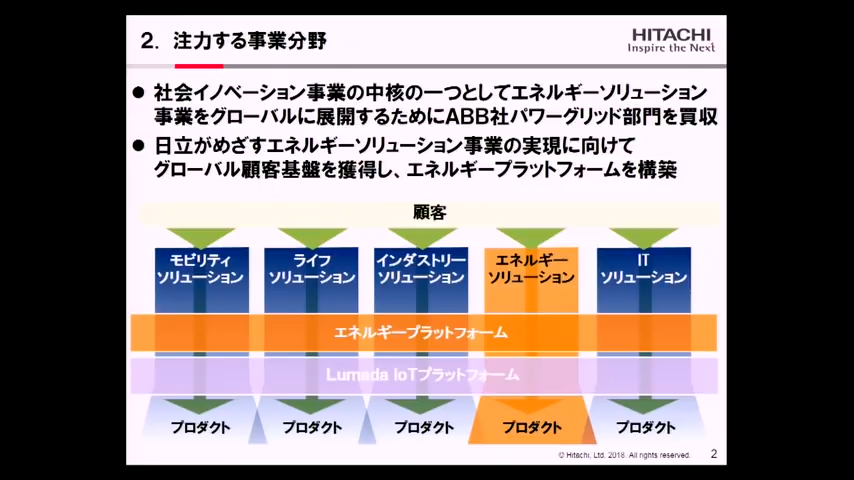 2. 注力する事業分野
HITACHI
Inspire the Next
● 社会イノベーション事業の中核の一つとしてエネルギーソリューション
事業をグローバルに展開するためにABB社パワーグリッド部門を買収
● 日立がめざすエネルギーソリューション事業の実現に向けて
グローバル顧客基盤を獲得し、エネルギープラットフォームを構築
顧客
モビリティ
ソリューション
ライフ
ソリューション
インダストリー
ソリューション
エネルギー
ソリューション
IT
ソリューション
エネルギープラットフォーム
Lumada IoTプラットフォーム
プロダクト
プロダクト
プロダクト
プロダクト
プロダクト
© Hitachi, Ltd. 2018. All rights reserved.
2